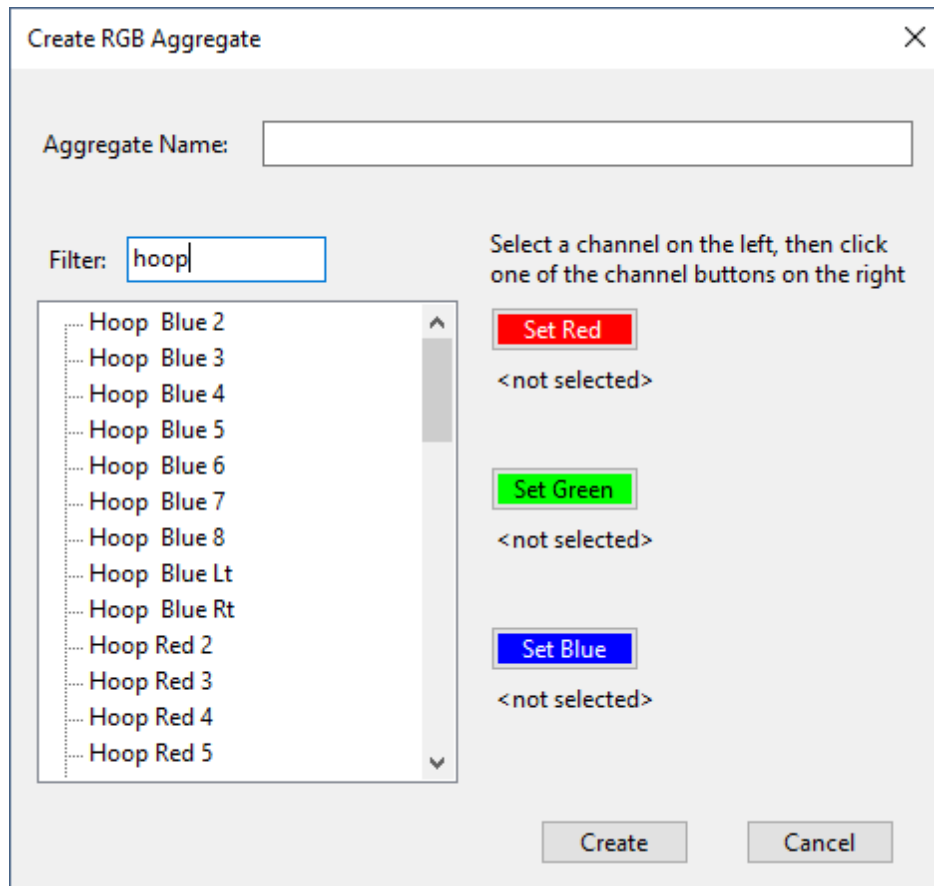 Create RGB Aggregate
Aggregate Name:
Filter: hoop
Select a channel on the left, then click
one of the channel buttons on the right
Hoop  Blue 2
Hoop  Blue 3
Hoop  Blue 4
Hoop  Blue 5
Hoop  Blue 6
Hoop  Blue 7
Hoop  Blue 8
Hoop  Blue Lt
Hoop  Blue Rt
Hoop Red 2
Hoop Red 3
Hoop Red 4
Hoop Red 5
Set Red
<not selected>
Set Green
<not selected>
Set Blue
<not selected>
Create
Cancel